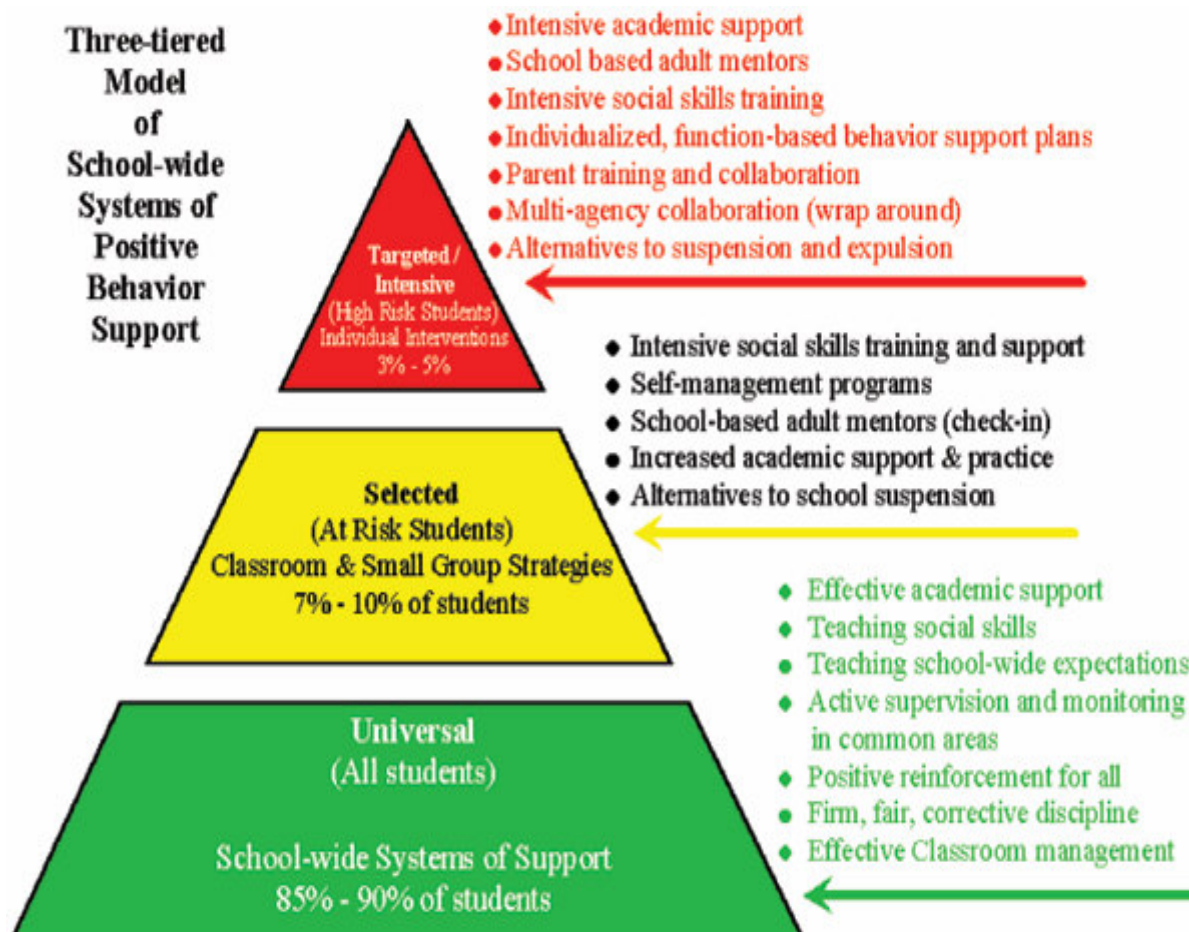 Three-tiered
Model
of
School-wide
Systems of
Positive
Behavior
Support
Intensive academic support
School based adult mentors
Intensive social skills training
Individualized, function-based behavior support plans
Parent training and collaboration
Multi-agency collaboration (wrap around)
Alternatives to suspension and expulsion
Targeted /
Intensive
(High Risk Students)
Individual Interventions
3% - 5%
Intensive social skills training and support
Self-management programs
School-based adult mentors (check-in)
Increased academic support & practice
Alternatives to school suspension
Selected
(At Risk Students)
Classroom & Small Group Strategies
7% - 10% of students
Effective academic support
Teaching social skills
Teaching school-wide expectations
Active supervision and monitoring
in common areas
Positive reinforcement for all
Firm, fair, corrective discipline
Effective Classroom management
Universal
(All students)
School-wide Systems of Support
85% - 90% of students